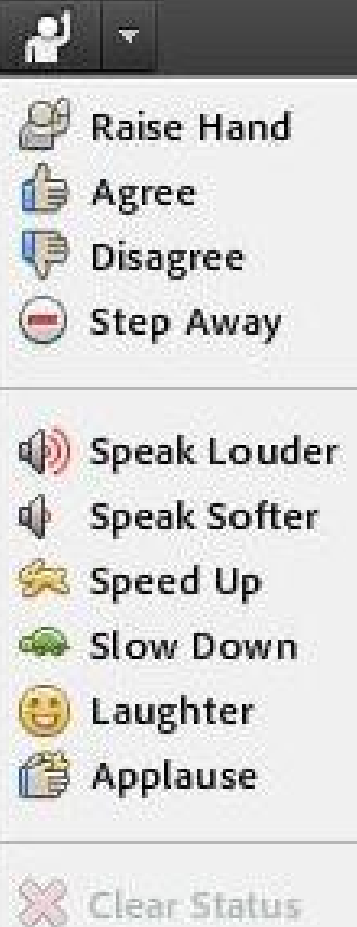 Raise Hand
Agree
Disagree
Step Away
Speak Louder
Speak Softer
Speed Up
Slow Down
Laughter
Applause
Clear Status